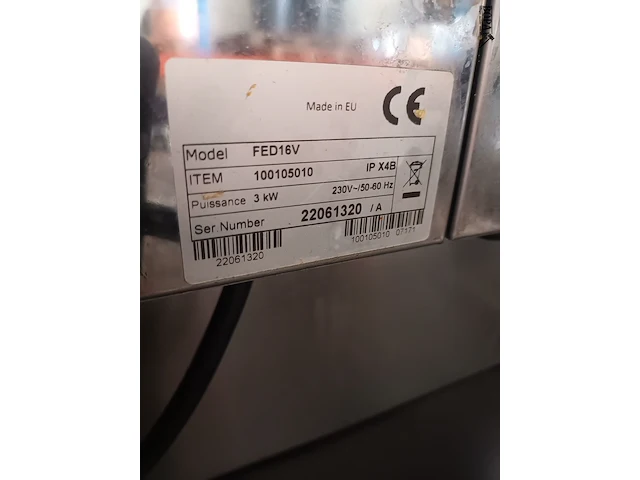 Made in EU CE
Model FED16V
ITEM 100105010 IP X4B
Puissance 3 kW 230V~/50-60 Hz
Ser.Number 22061320 / A
22061320
100105010 07171